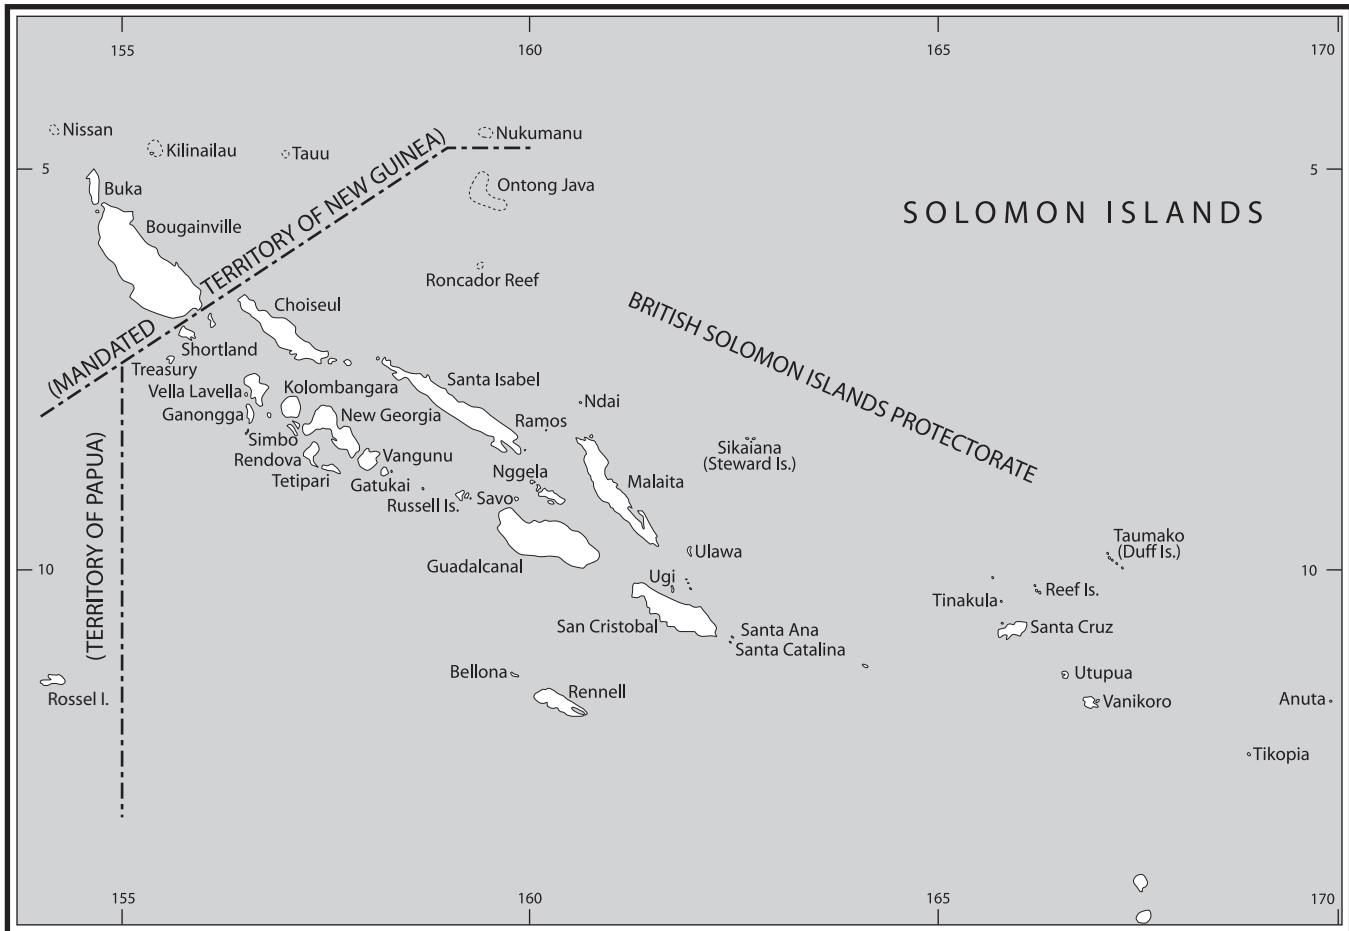 155 160 165 170
Nissan
Kilinailau
Tauu
Nukumanu
5 5
Buka
Ontong Java
SOLOMON ISLANDS
Bougainville
(MANDATED TERRITORY OF NEW GUINEA)
Roncador Reef
Choiseul
BRITISH SOLOMON ISLANDS PROTECTORATE
Shortland
Treasury
Vella Lavella
Kolombangara
Santa Isabel
Ganongga
New Georgia
Ramos
Ndai
Simbo
Rendova
Vangunu
Sikaiana
(Steward Is.)
Tetipari
Gatukai
Nggela
Malaita
Russell Is.
Savo
(TERRITORY OF PAPUA)
Taumako
(Duff Is.)
Guadalcanal
Ulawa
10 10
Ugi
Tinakula
Reef Is.
San Cristobal
Santa Ana
Santa Cruz
Santa Catalina
Bellona
Utupua
Rossel I.
Rennell
Vanikoro
Anuta
Tikopia
155 160 165 170